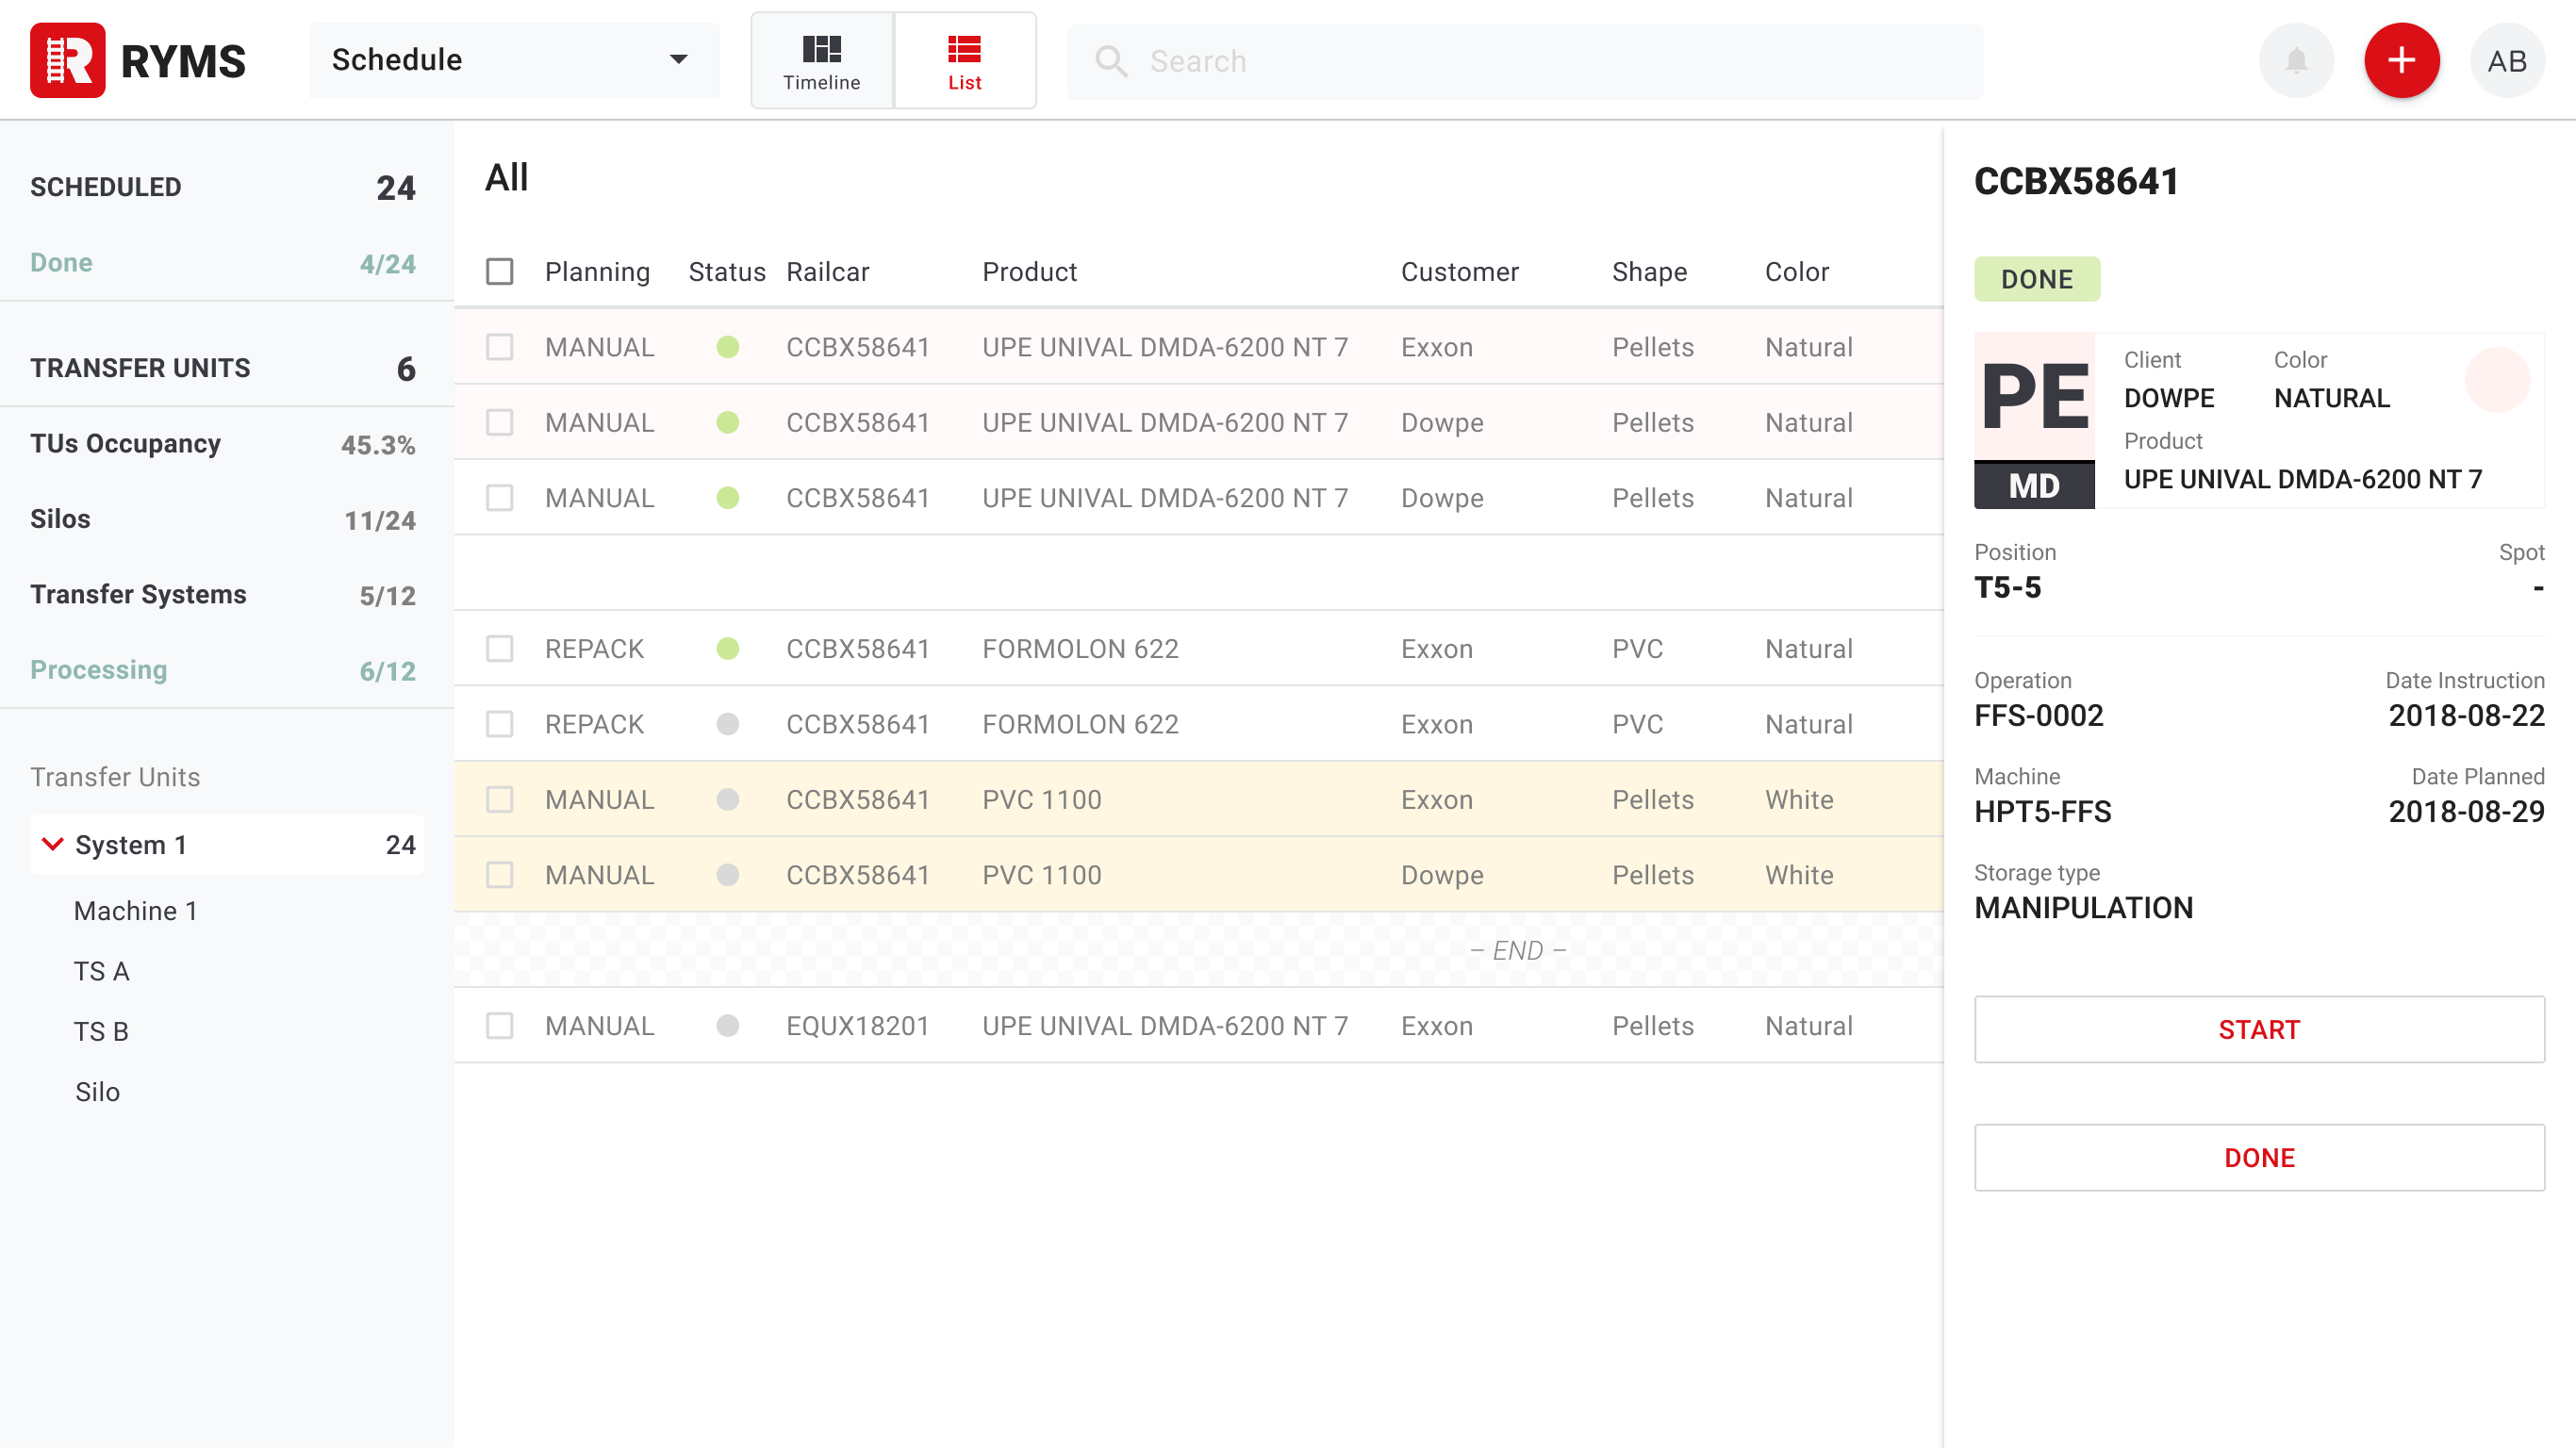 RYMS
Schedule
Timeline
List
Search
AB
SCHEDULED 24
Done 4/24
TRANSFER UNITS 6
TUs Occupancy 45.3%
Silos 11/24
Transfer Systems 5/12
Processing 6/12
Transfer Units
System 1 24
Machine 1
TS A
TS B
Silo
All
Planning Status Railcar Product Customer Shape Color
MANUAL CCBX58641 UPE UNIVAL DMDA-6200 NT 7 Exxon Pellets Natural
MANUAL CCBX58641 UPE UNIVAL DMDA-6200 NT 7 Dowpe Pellets Natural
MANUAL CCBX58641 UPE UNIVAL DMDA-6200 NT 7 Dowpe Pellets Natural
REPACK CCBX58641 FORMOLON 622 Exxon PVC Natural
REPACK CCBX58641 FORMOLON 622 Exxon PVC Natural
MANUAL CCBX58641 PVC 1100 Exxon Pellets White
MANUAL CCBX58641 PVC 1100 Dowpe Pellets White
– END –
MANUAL EQUX18201 UPE UNIVAL DMDA-6200 NT 7 Exxon Pellets Natural
CCBX58641
DONE
PE
MD
Client Color
DOWPE NATURAL
Product
UPE UNIVAL DMDA-6200 NT 7
Position Spot
T5-5 -
Operation Date Instruction
FFS-0002 2018-08-22
Machine Date Planned
HPT5-FFS 2018-08-29
Storage type
MANIPULATION
START
DONE